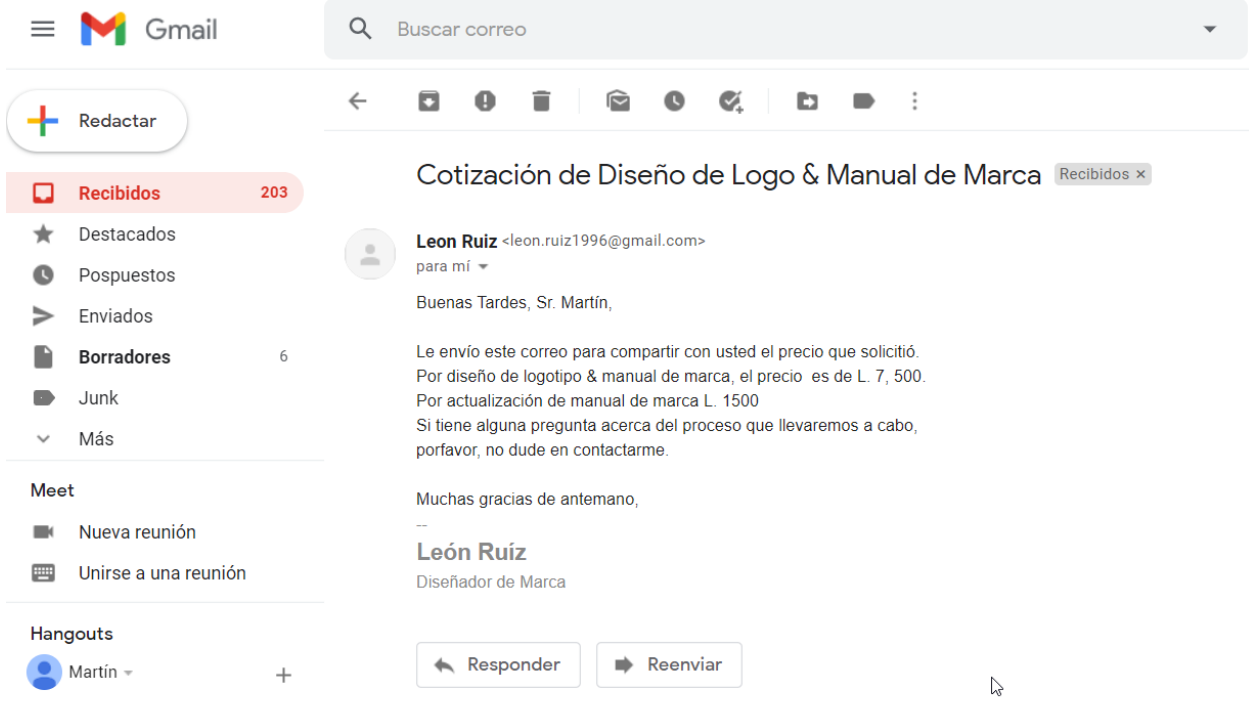 Gmail
Buscar correo
Redactar
Recibidos 203
Destacados
Pospuestos
Enviados
Borradores 6
Junk
Más
Meet
Nueva reunión
Unirse a una reunión
Hangouts
Martín
Cotización de Diseño de Logo & Manual de Marca Recibidos ×
Leon Ruiz <leon.ruiz1996@gmail.com>
para mí
Buenas Tardes, Sr. Martín,
Le envío este correo para compartir con usted el precio que solicitió.
Por diseño de logotipo & manual de marca, el precio  es de L. 7, 500.
Por actualización de manual de marca L. 1500
Si tiene alguna pregunta acerca del proceso que llevaremos a cabo,
porfavor, no dude en contactarme.
Muchas gracias de antemano,
--
León Ruíz
Diseñador de Marca
Responder Reenviar